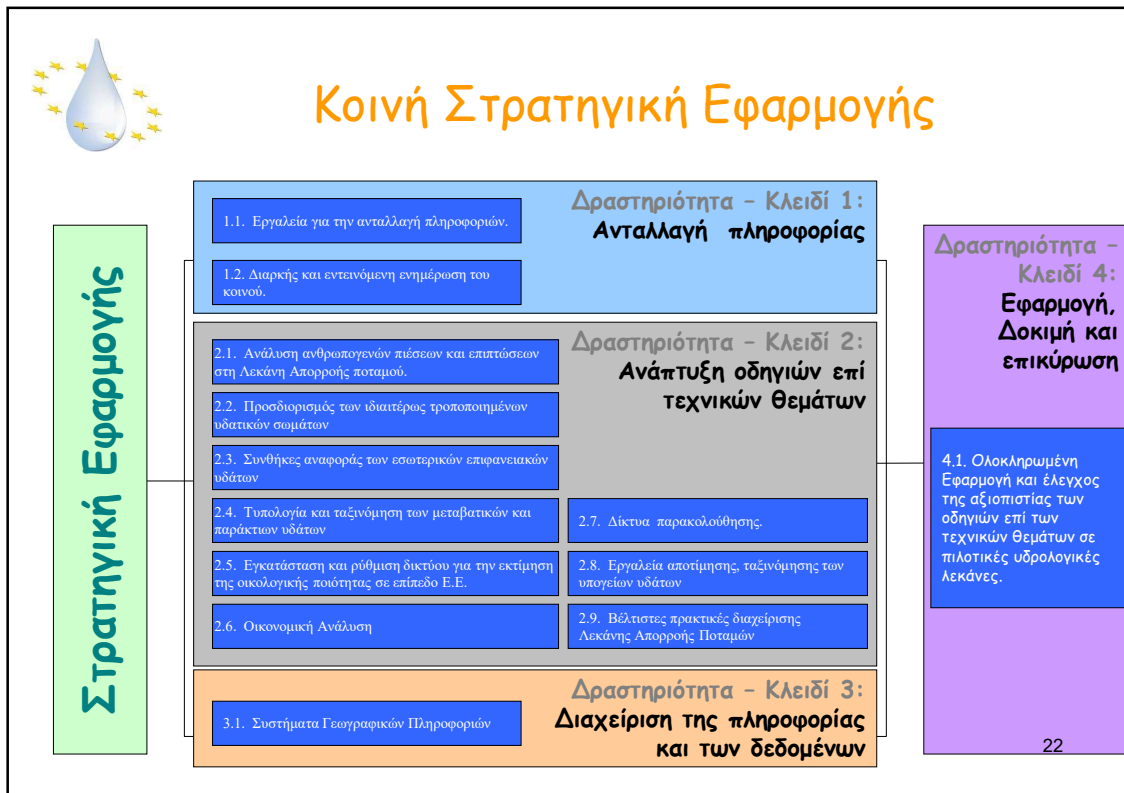 Κοινή Στρατηγική Εφαρμογής
Στρατηγική Εφαρμογής
Δραστηριότητα – Κλειδί 1:
Ανταλλαγή πληροφορίας
1.1. Εργαλεία για την ανταλλαγή πληροφοριών.
1.2. Διαρκής και εντεινόμενη ενημέρωση του
κοινού.
Δραστηριότητα – Κλειδί 2:
Ανάπτυξη οδηγιών επί
τεχνικών θεμάτων
2.1. Ανάλυση ανθρωπογενών πιέσεων και επιπτώσεων
στη Λεκάνη Απορροής ποταμού.
2.2. Προσδιορισμός των ιδιαιτέρως τροποποιημένων
υδατικών σωμάτων
2.3. Συνθήκες αναφοράς των εσωτερικών επιφανειακών
υδάτων
2.4. Τυπολογία και ταξινόμηση των μεταβατικών και
παράκτιων υδάτων
2.5. Εγκατάσταση και ρύθμιση δικτύου για την εκτίμηση
της οικολογικής ποιότητας σε επίπεδο Ε.Ε.
2.6. Οικονομική Ανάλυση
2.7. Δίκτυα παρακολούθησης.
2.8. Εργαλεία αποτίμησης, ταξινόμησης των
υπογείων υδάτων
2.9. Βέλτιστες πρακτικές διαχείρισης
Λεκάνης Απορροής Ποταμών
Δραστηριότητα – Κλειδί 3:
Διαχείριση της πληροφορίας
και των δεδομένων
3.1. Συστήματα Γεωγραφικών Πληροφοριών
Δραστηριότητα –
Κλειδί 4:
Εφαρμογή,
Δοκιμή και
επικύρωση
4.1. Ολοκληρωμένη
Εφαρμογή και έλεγχος
της αξιοπιστίας των
οδηγιών επί των
τεχνικών θεμάτων σε
πιλοτικές υδρολογικές
λεκάνες.
22